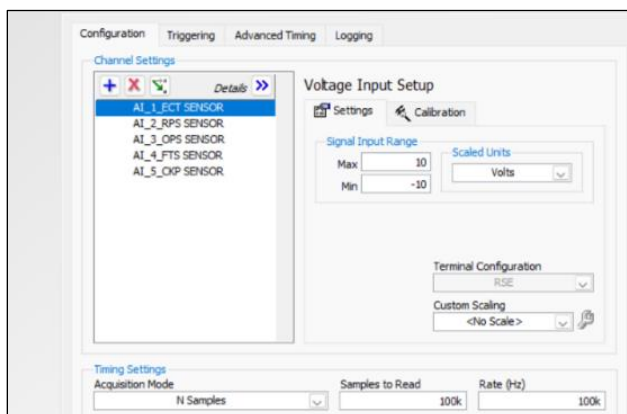 Configuration Triggering Advanced Timing Logging
Channel Settings
Details
AI_1_ECT SENSOR
AI_2_RPS SENSOR
AI_3_OPS SENSOR
AI_4_FTS SENSOR
AI_5_CKP SENSOR
Voltage Input Setup
Settings Calibration
Signal Input Range
Max 10
Min -10
Scaled Units
Volts
Terminal Configuration
RSE
Custom Scaling
<No Scale>
Timing Settings
Acquisition Mode Samples to Read Rate (Hz)
N Samples 100k 100k